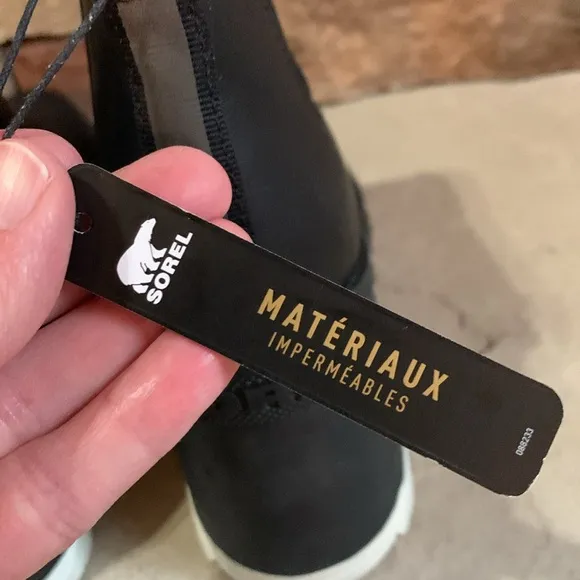 SOREL
MATÉRIAUX
IMPERMÉABLES
088233